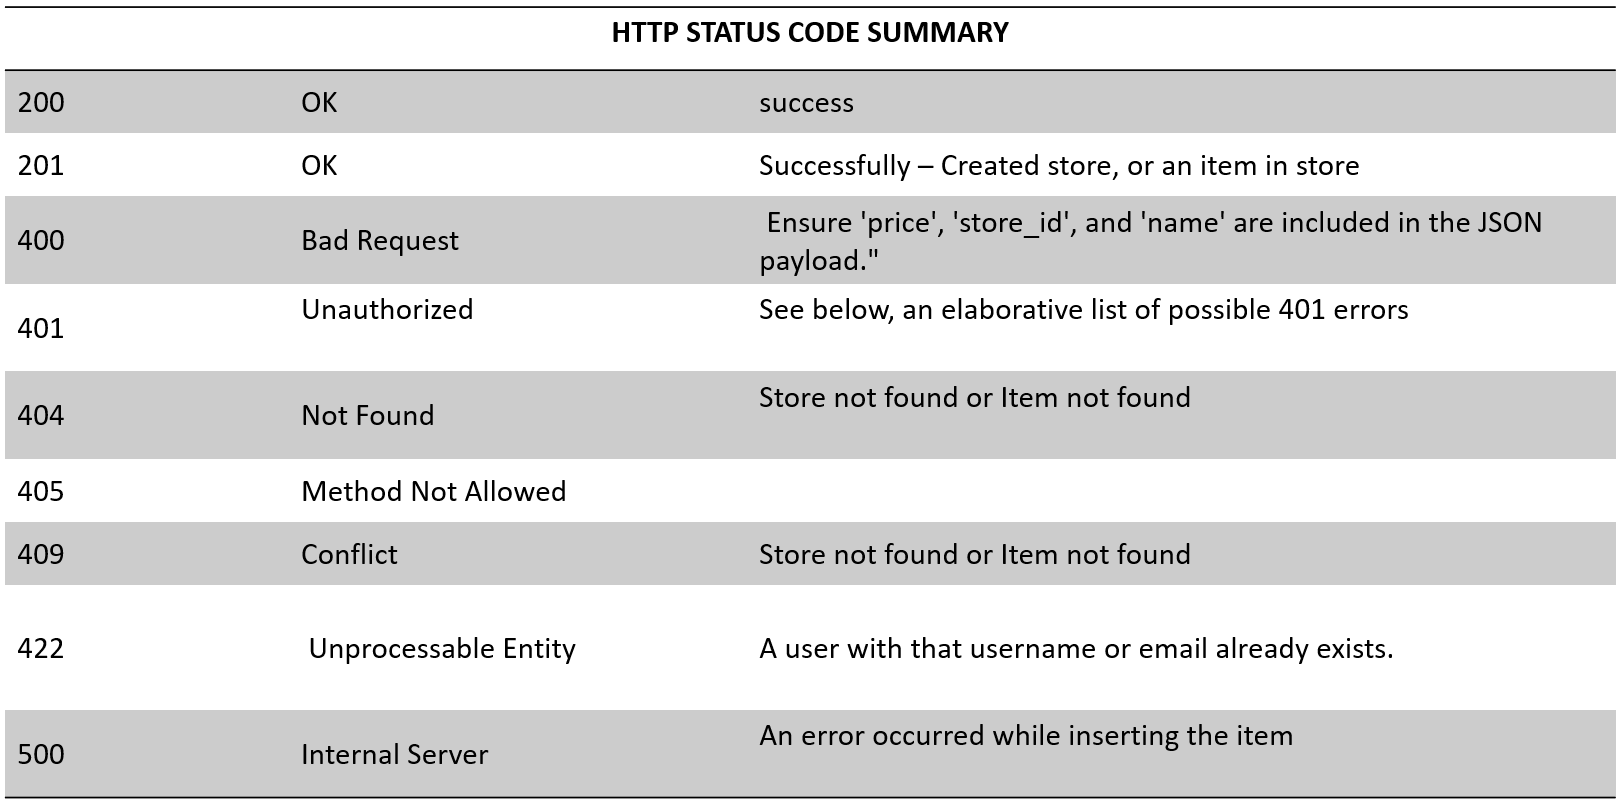 HTTP STATUS CODE SUMMARY
200 OK success
201 OK Successfully – Created store, or an item in store
400 Bad Request Ensure 'price', 'store_id', and 'name' are included in the JSON
payload."
401 Unauthorized See below, an elaborative list of possible 401 errors
404 Not Found Store not found or Item not found
405 Method Not Allowed
409 Conflict Store not found or Item not found
422 Unprocessable Entity A user with that username or email already exists.
500 Internal Server An error occurred while inserting the item